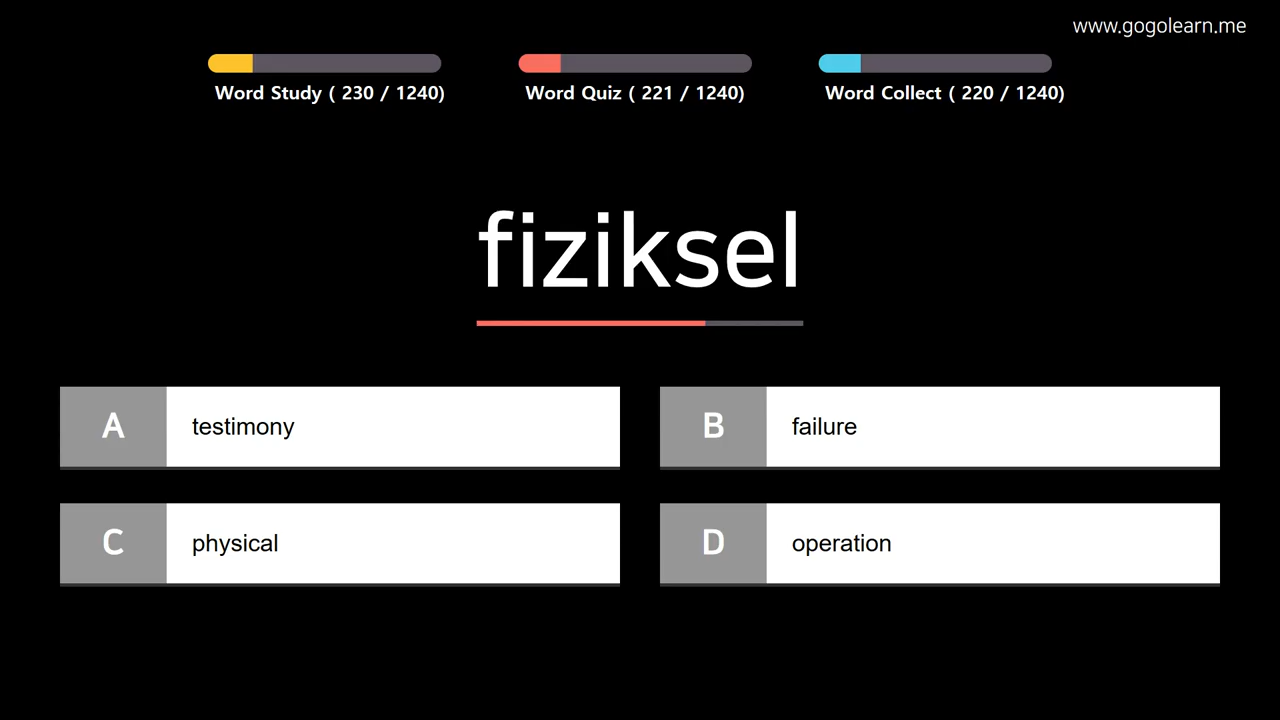 www.gogolearn.me
Word Study ( 230 / 1240)
Word Quiz ( 221 / 1240)
Word Collect ( 220 / 1240)
fiziksel
A testimony
B failure
C physical
D operation